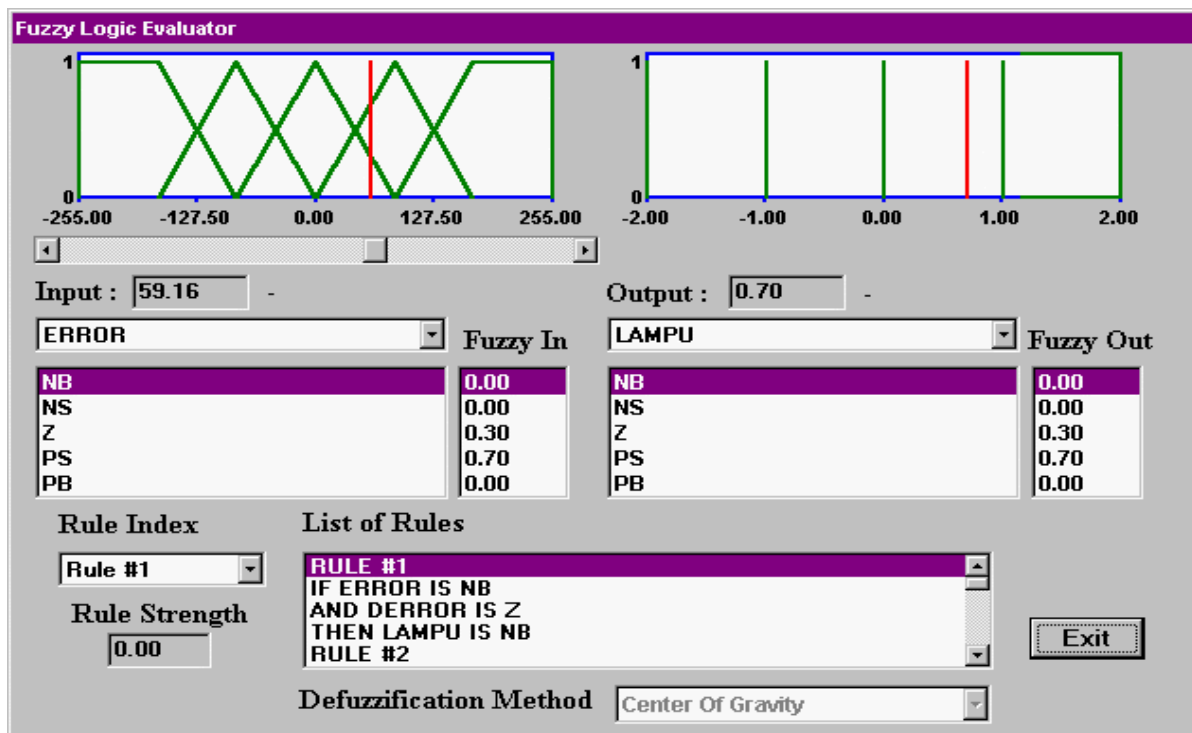 Fuzzy Logic Evaluator
1
0
-255.00 -127.50 0.00 127.50 255.00
1
0
-2.00 -1.00 0.00 1.00 2.00
Input : 59.16 -
Output : 0.70 -
ERROR
Fuzzy In
LAMPU
Fuzzy Out
NB 0.00
NS 0.00
Z 0.30
PS 0.70
PB 0.00
NB 0.00
NS 0.00
Z 0.30
PS 0.70
PB 0.00
Rule Index
Rule #1
Rule Strength
0.00
List of Rules
RULE #1
IF ERROR IS NB
AND DERROR IS Z
THEN LAMPU IS NB
RULE #2
Exit
Defuzzification Method Center Of Gravity